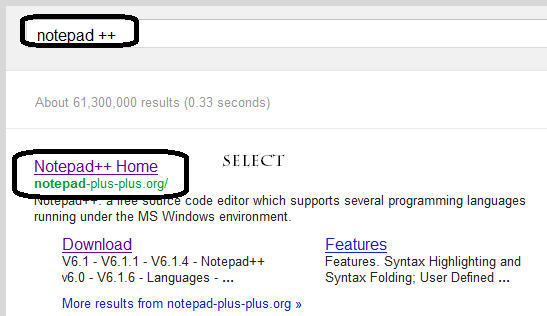 notepad ++
About 61,300,000 results (0.33 seconds)
Notepad++ Home
SELECT
notepad-plus-plus.org/
Notepad++: a free source code editor which supports several programming languages
running under the MS Windows environment.
Download
V6.1 - V6.1.1 - V6.1.4 - Notepad++
v6.0 - V6.1.6 - Languages - ...
Features
Features. Syntax Highlighting and
Syntax Folding; User Defined ...
More results from notepad-plus-plus.org »